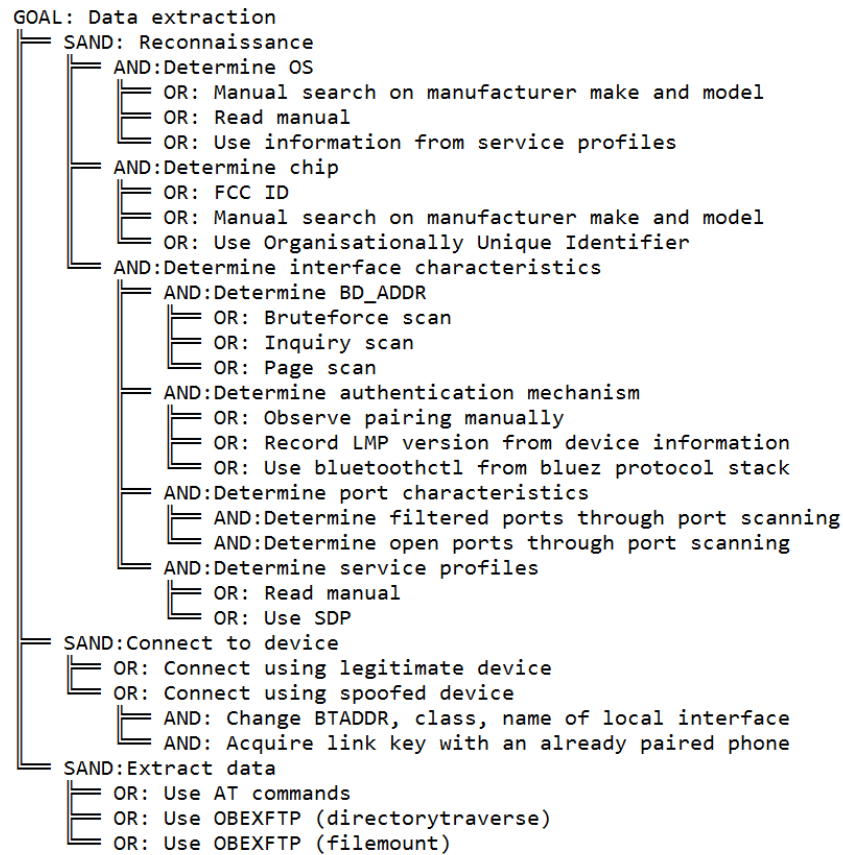 GOAL: Data extraction
SAND: Reconnaissance
AND:Determine OS
OR: Manual search on manufacturer make and model
OR: Read manual
OR: Use information from service profiles
AND:Determine chip
OR: FCC ID
OR: Manual search on manufacturer make and model
OR: Use Organisationally Unique Identifier
AND:Determine interface characteristics
AND:Determine BD_ADDR
OR: Bruteforce scan
OR: Inquiry scan
OR: Page scan
AND:Determine authentication mechanism
OR: Observe pairing manually
OR: Record LMP version from device information
OR: Use bluetoothctl from bluez protocol stack
AND:Determine port characteristics
AND:Determine filtered ports through port scanning
AND:Determine open ports through port scanning
AND:Determine service profiles
OR: Read manual
OR: Use SDP
SAND:Connect to device
OR: Connect using legitimate device
OR: Connect using spoofed device
AND: Change BTADDR, class, name of local interface
AND: Acquire link key with an already paired phone
SAND:Extract data
OR: Use AT commands
OR: Use OBEXFTP (directorytraverse)
OR: Use OBEXFTP (filemount)